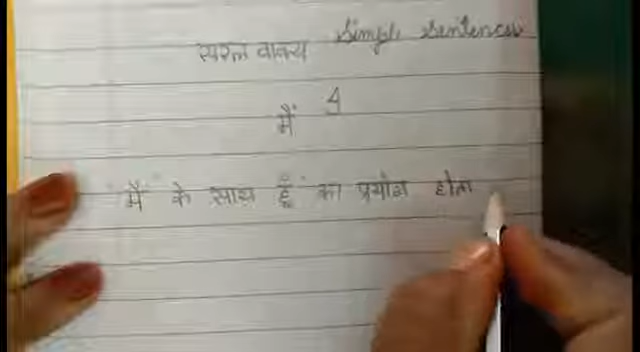 सरल वाक्य Simple Sentences
मैं
"मैं" के साथ "हूँ" का प्रयोग होता